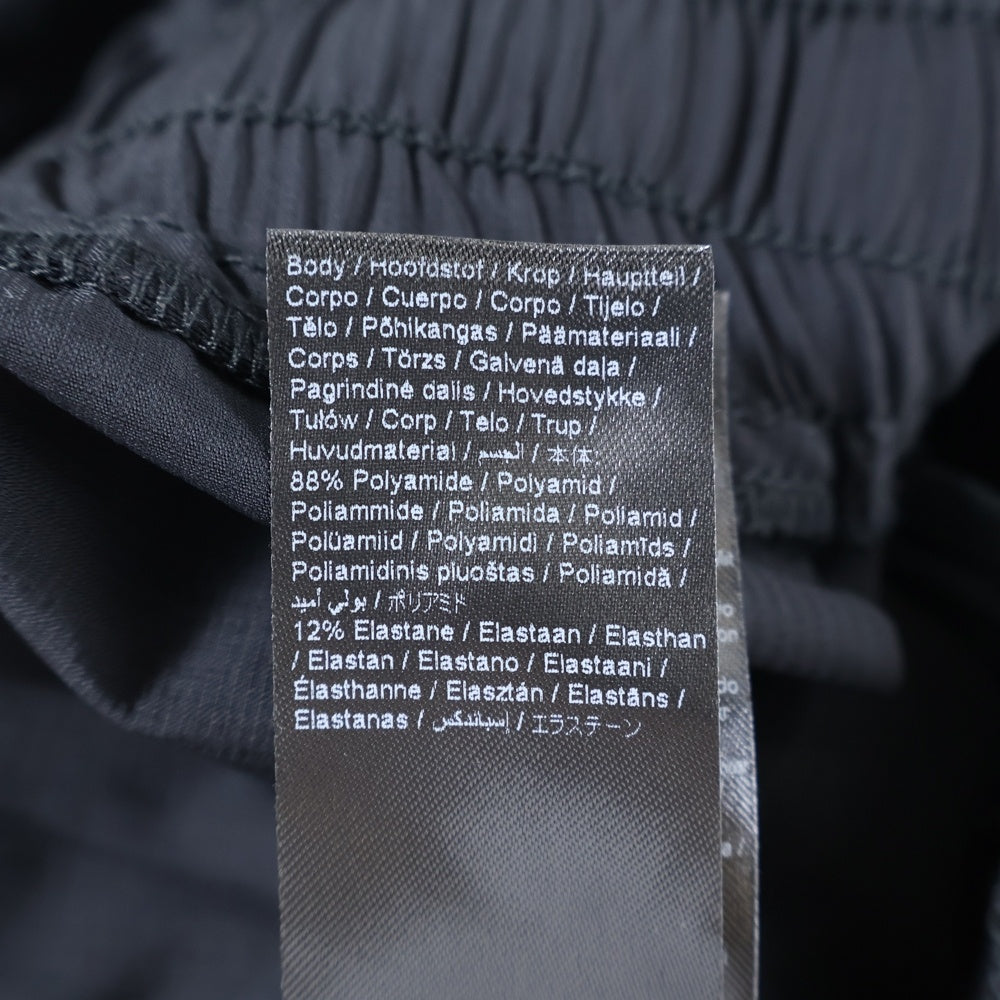 Body / Hoofdstof / Krop / Hauptteil /
Corpo / Cuerpo / Corpo / Tijelo /
Tělo / Põhikangas / Päämateriaali /
Corps / Törzs / Galvenā daļa /
Pagrindinė dalis / Hovedstykke /
Tułów / Corp / Telo / Trup /
Huvudmaterial / الجسم / 本体:
88% Polyamide / Polyamid /
Poliammide / Poliamida / Poliamid /
Polüamiid / Polyamidi / Poliamīds /
Poliamidinis pluoštas / Poliamidă /
بولي أميد / ポリアミド
12% Elastane / Elastaan / Elasthan
/ Elastan / Elastano / Elastaani /
Élasthanne / Elasztán / Elastāns /
Elastanas / إسباندكس / エラステーン